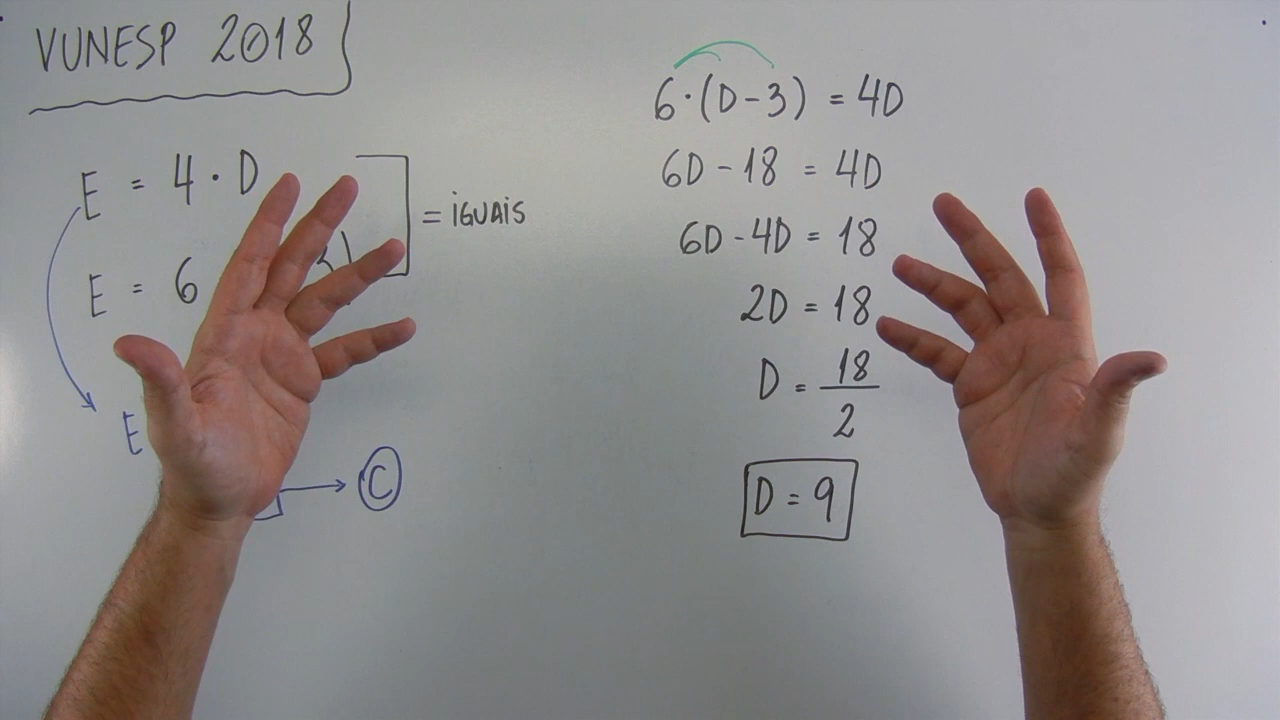 VUNESP 2018
E = 4 · D
= iGUAiS
E = 6
E
C
6·(D-3) = 4D
6D - 18 = 4D
6D - 4D = 18
2D = 18
D = 18
2
D = 9